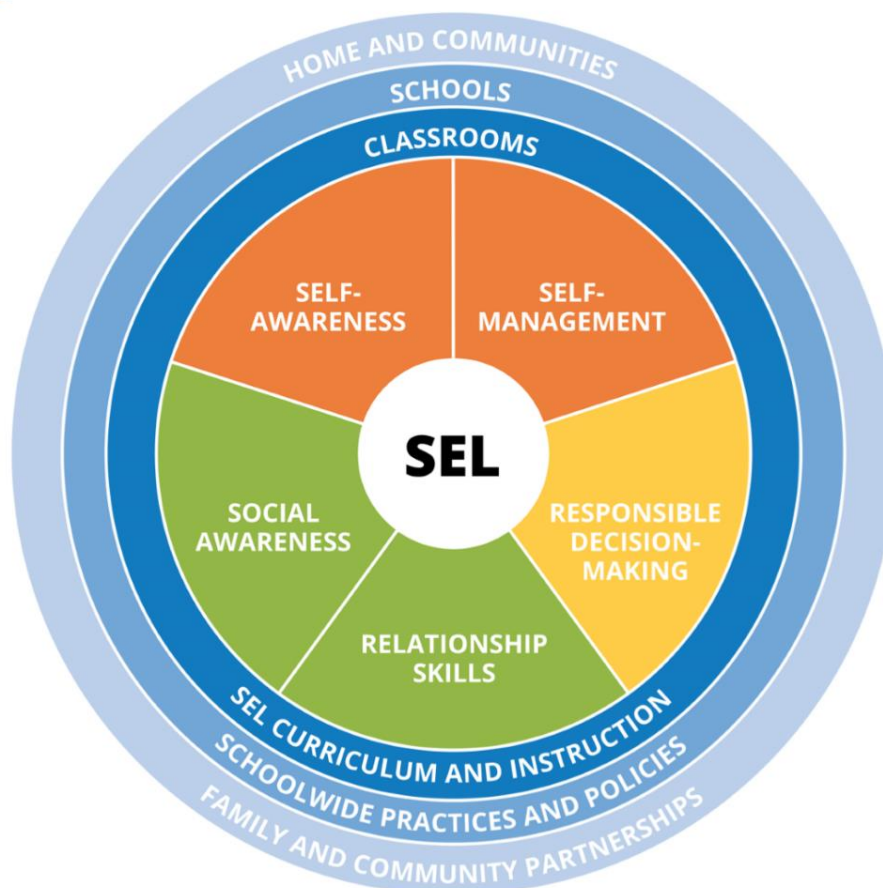 HOME AND COMMUNITIES
SCHOOLS
CLASSROOMS
SELF-
AWARENESS
SELF-
MANAGEMENT
SEL
SOCIAL
AWARENESS
RESPONSIBLE
DECISION-
MAKING
RELATIONSHIP
SKILLS
SEL CURRICULUM AND INSTRUCTION
SCHOOLWIDE PRACTICES AND POLICIES
FAMILY AND COMMUNITY PARTNERSHIPS